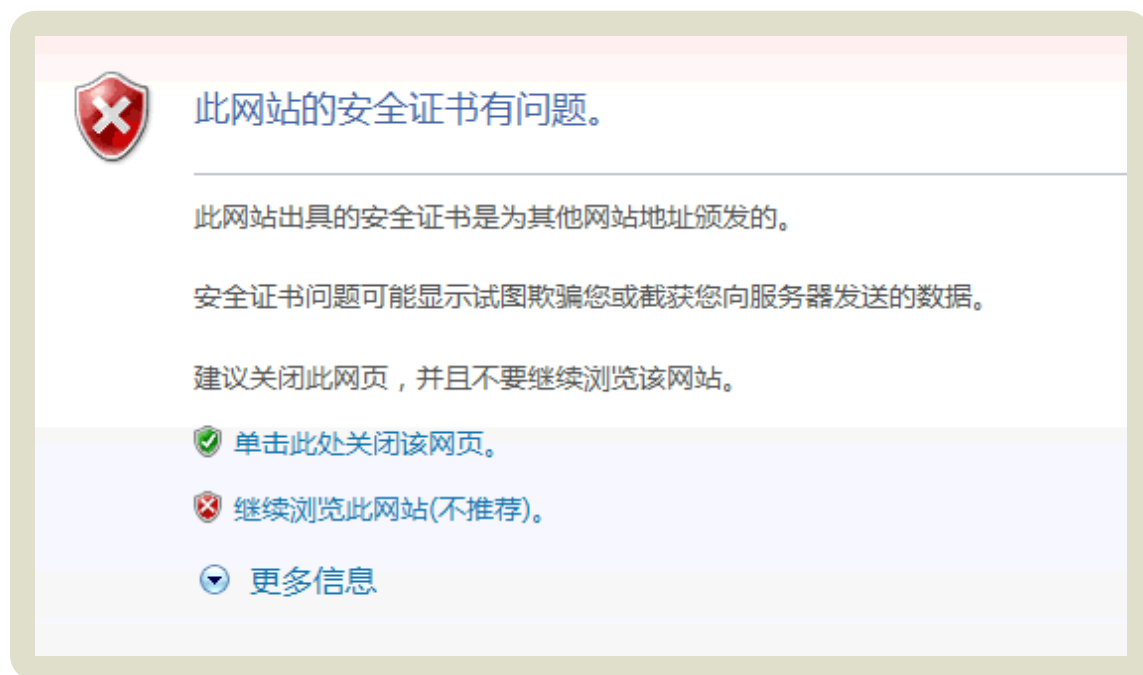 此网站的安全证书有问题。
此网站出具的安全证书是为其他网站地址颁发的。
安全证书问题可能显示试图欺骗您或截获您向服务器发送的数据。
建议关闭此网页，并且不要继续浏览该网站。
单击此处关闭该网页。
继续浏览此网站(不推荐)。
更多信息